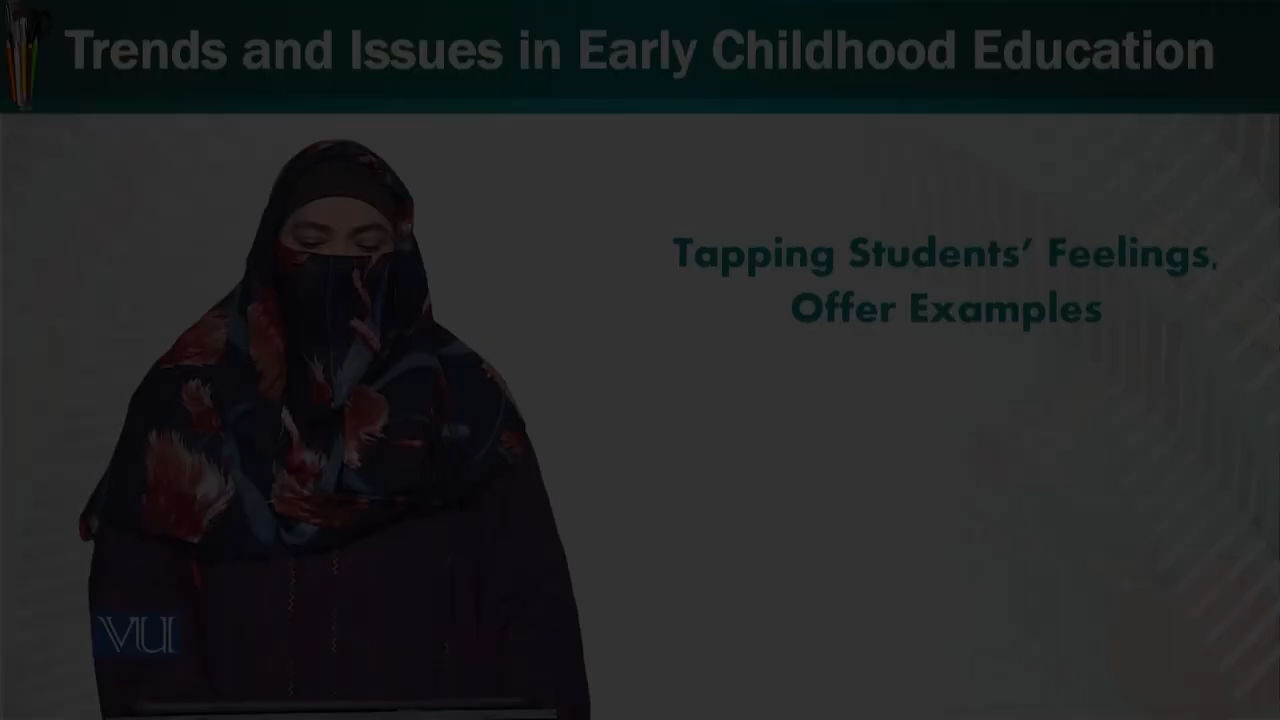 Trends and Issues in Early Childhood Education
Tapping Students’ Feelings,
Offer Examples
VU